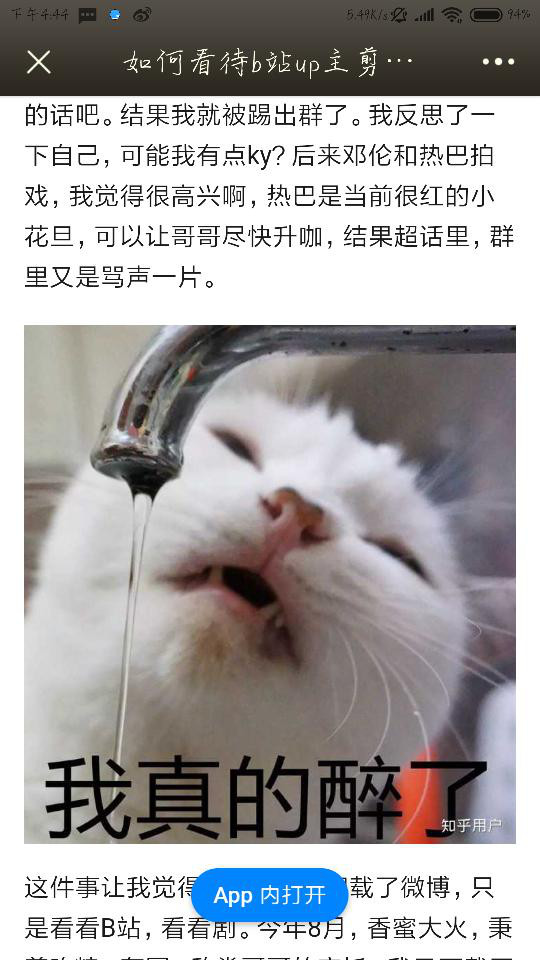 下午4:44
5.49K/s
94%
如何看待b站up主剪…
的话吧。结果我就被踢出群了。我反思了一
下自己，可能我有点ky？后来邓伦和热巴拍
戏，我觉得很高兴啊，热巴是当前很红的小
花旦，可以让哥哥尽快升咖，结果超话里，群
里又是骂声一片。
我真的醉了
知乎用户
这件事让我觉得
载了微博，只
App 内打开
是看看B站，看看剧。今年8月，香蜜大火，秉